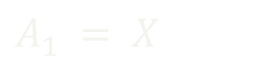 A₁ = X